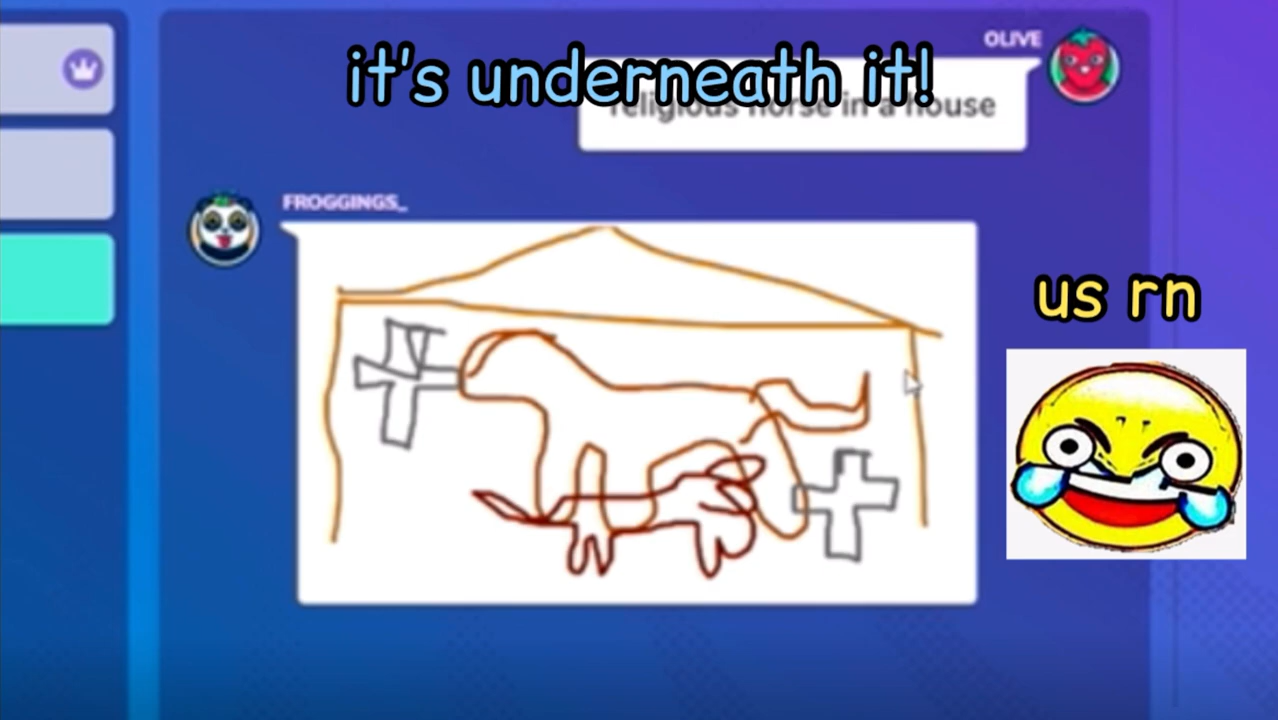 OLIVE
it's underneath it!
religious horse in a house
FROGGINGS_
us rn